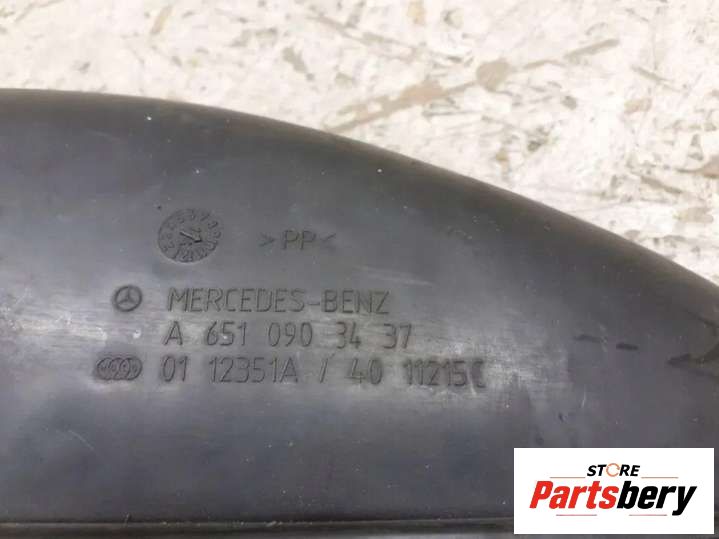 >PP<
MERCEDES-BENZ
A 651 090 34 37
01 12351A / 40 11215C
STORE
Partsbery